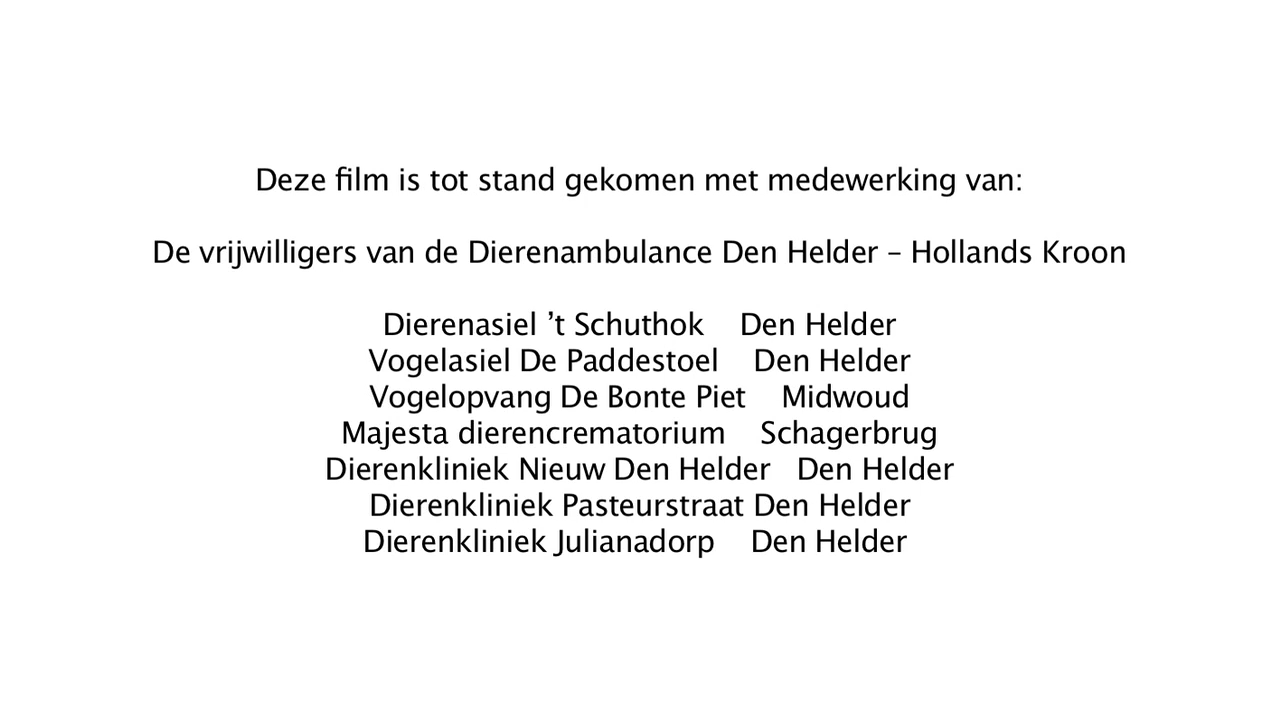 Deze film is tot stand gekomen met medewerking van:
De vrijwilligers van de Dierenambulance Den Helder – Hollands Kroon
Dierenasiel ’t Schuthok Den Helder
Vogelasiel De Paddestoel Den Helder
Vogelopvang De Bonte Piet Midwoud
Majesta dierencrematorium Schagerbrug
Dierenkliniek Nieuw Den Helder Den Helder
Dierenkliniek Pasteurstraat Den Helder
Dierenkliniek Julianadorp Den Helder